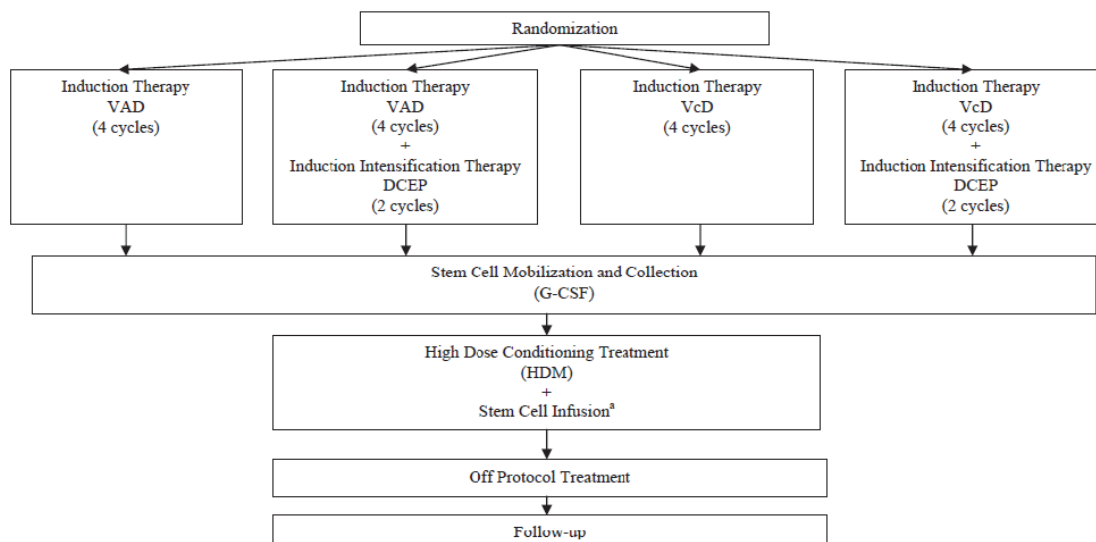 Randomization
Induction Therapy
VAD
(4 cycles)
Induction Therapy
VAD
(4 cycles)
+
Induction Intensification Therapy
DCEP
(2 cycles)
Induction Therapy
VcD
(4 cycles)
Induction Therapy
VcD
(4 cycles)
+
Induction Intensification Therapy
DCEP
(2 cycles)
Stem Cell Mobilization and Collection
(G-CSF)
High Dose Conditioning Treatment
(HDM)
+
Stem Cell Infusionᵃ
Off Protocol Treatment
Follow-up